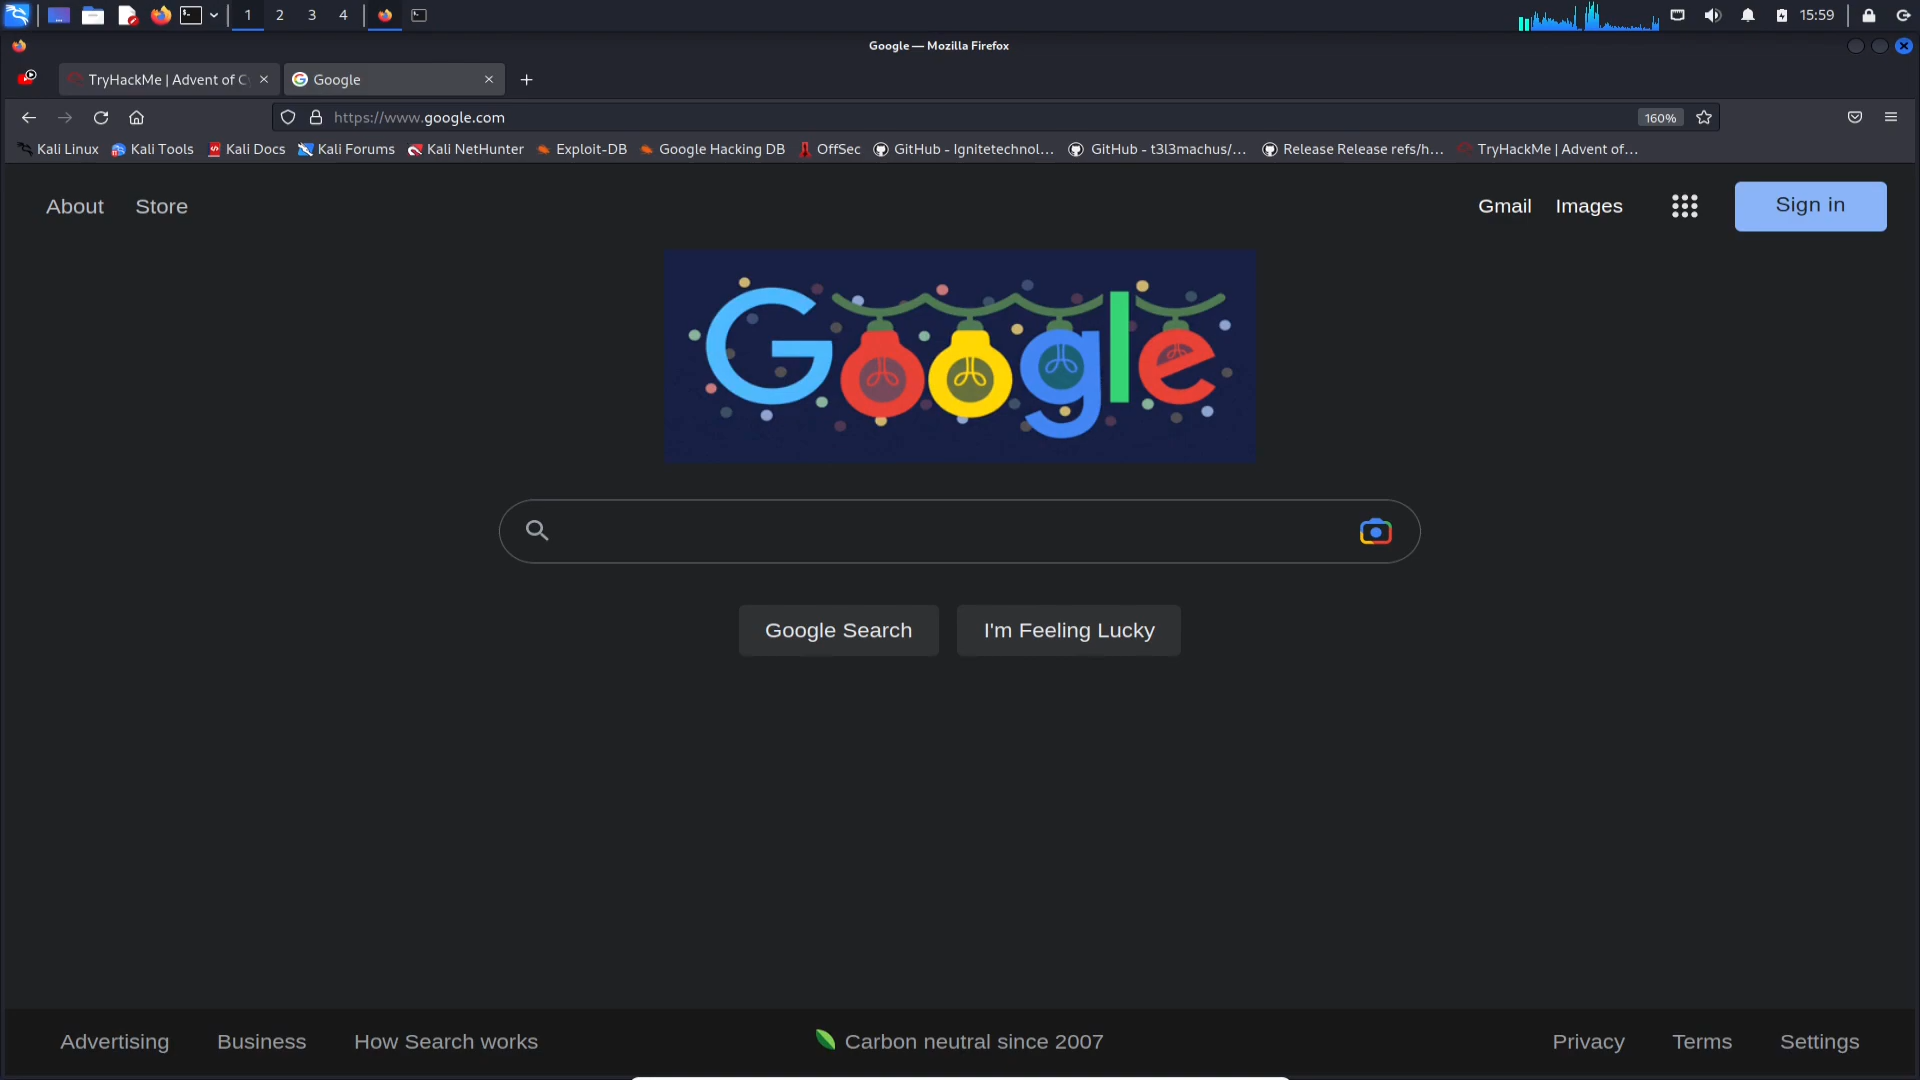 1 2 3 4 15:59
Google — Mozilla Firefox
TryHackMe | Advent of C Google
https://www.google.com 160%
Kali Linux Kali Tools Kali Docs Kali Forums Kali NetHunter Exploit-DB Google Hacking DB OffSec GitHub - Ignitetechnol... GitHub - t3l3machus/... Release Release refs/h... TryHackMe | Advent of...
About Store Gmail Images Sign in
Google
Google Search I'm Feeling Lucky
Advertising Business How Search works Carbon neutral since 2007 Privacy Terms Settings